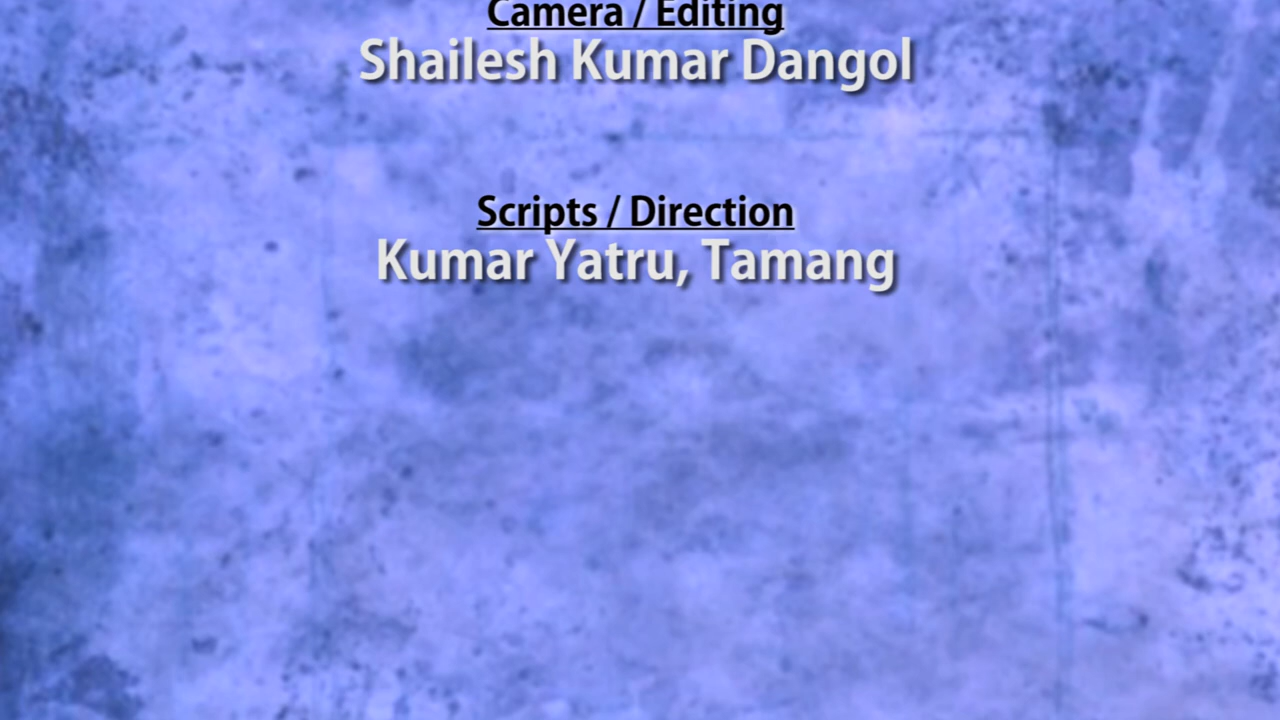 Camera / Editing
Shailesh Kumar Dangol
Scripts / Direction
Kumar Yatru, Tamang